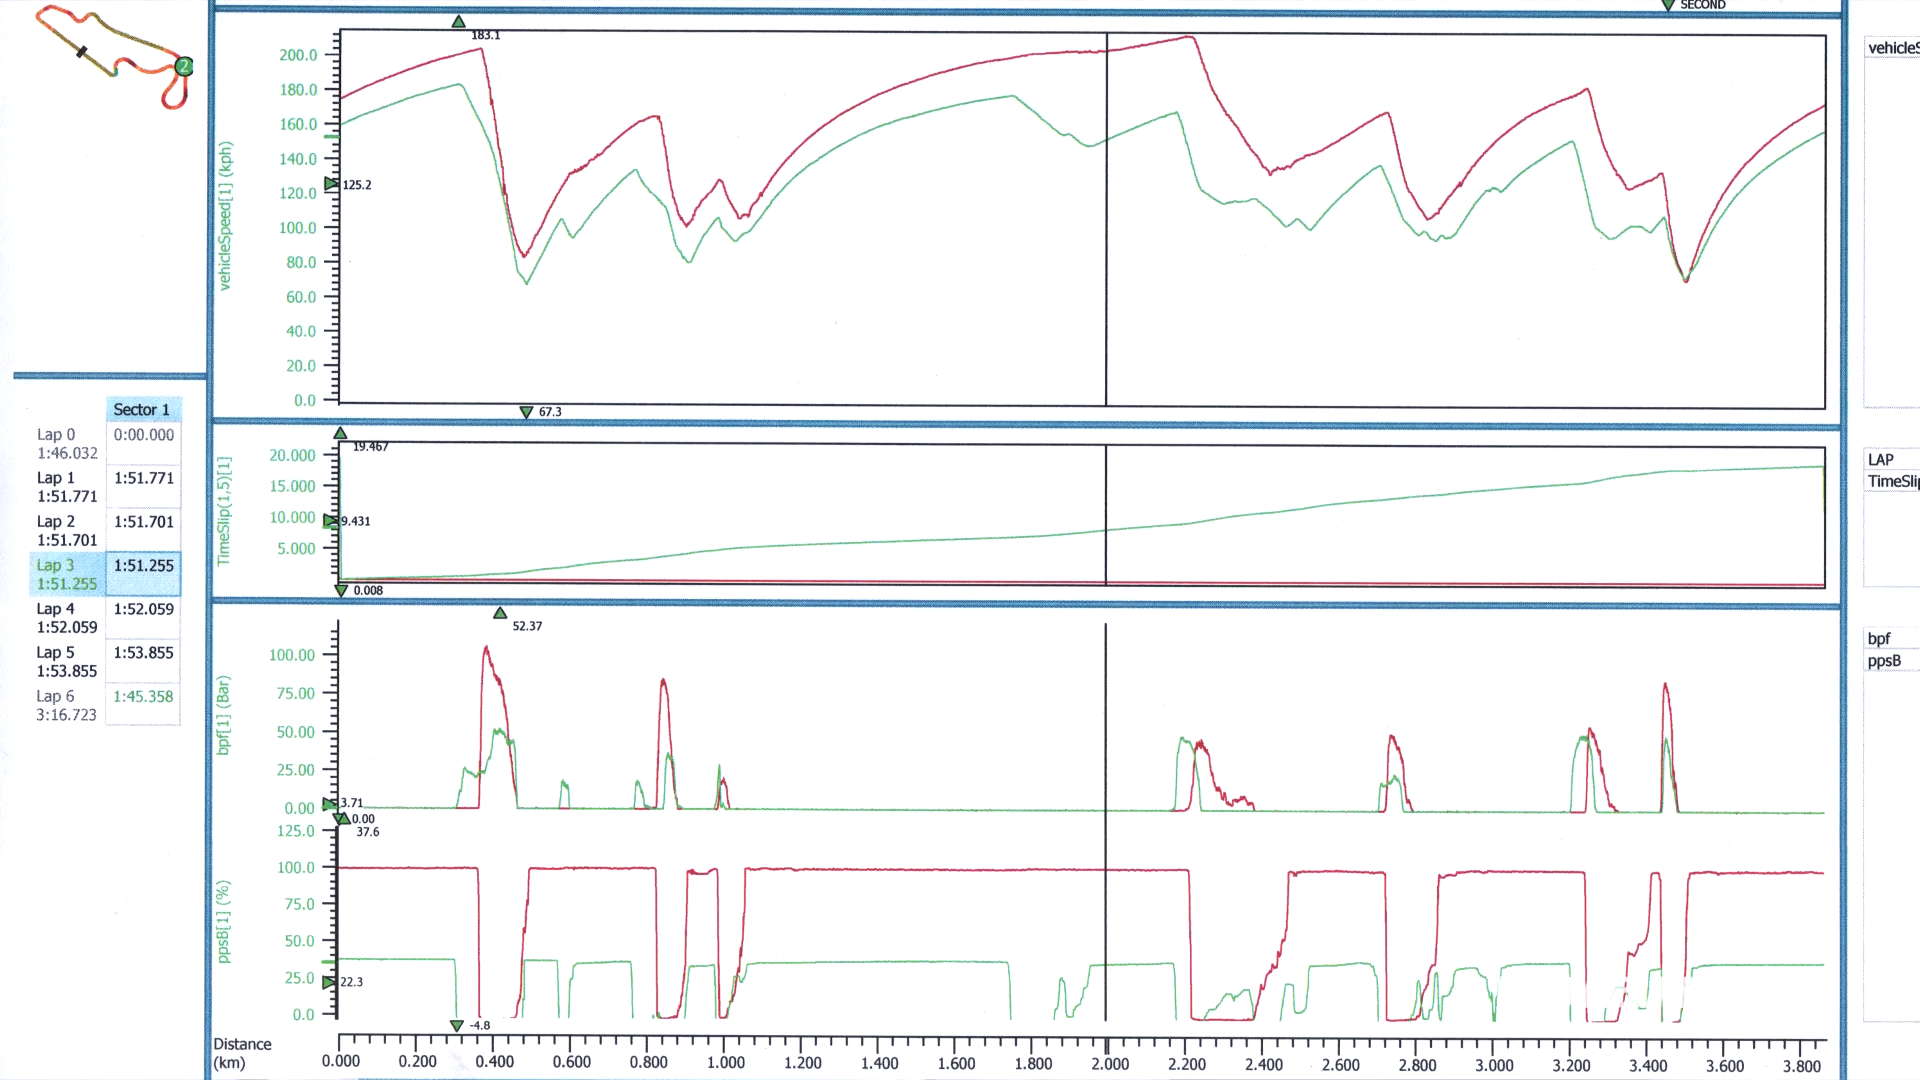 SECOND
2
183.1
vehicleS
200.0
180.0
160.0
140.0
120.0
100.0
80.0
60.0
40.0
20.0
0.0
vehicleSpeed[1] (kph)
125.2
67.3
Sector 1
Lap 0
1:46.032
0:00.000
Lap 1
1:51.771
1:51.771
Lap 2
1:51.701
1:51.701
Lap 3
1:51.255
1:51.255
Lap 4
1:52.059
1:52.059
Lap 5
1:53.855
1:53.855
Lap 6
3:16.723
1:45.358
19.467
20.000
15.000
10.000
5.000
TimeSlip(1,5)[1]
9.431
0.008
LAP
TimeSlip
52.37
100.00
75.00
50.00
25.00
0.00
bpf[1] (Bar)
3.71
0.00
37.6
bpf
ppsB
125.0
100.0
75.0
50.0
25.0
0.0
ppsB[1] (%)
22.3
-4.8
Distance
(km)
0.000 0.200 0.400 0.600 0.800 1.000 1.200 1.400 1.600 1.800 2.000 2.200 2.400 2.600 2.800 3.000 3.200 3.400 3.600 3.800